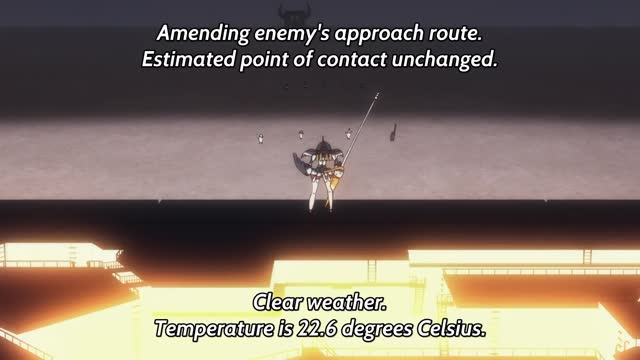 Amending enemy's approach route.
Estimated point of contact unchanged.
Clear weather.
Temperature is 22.6 degrees Celsius.